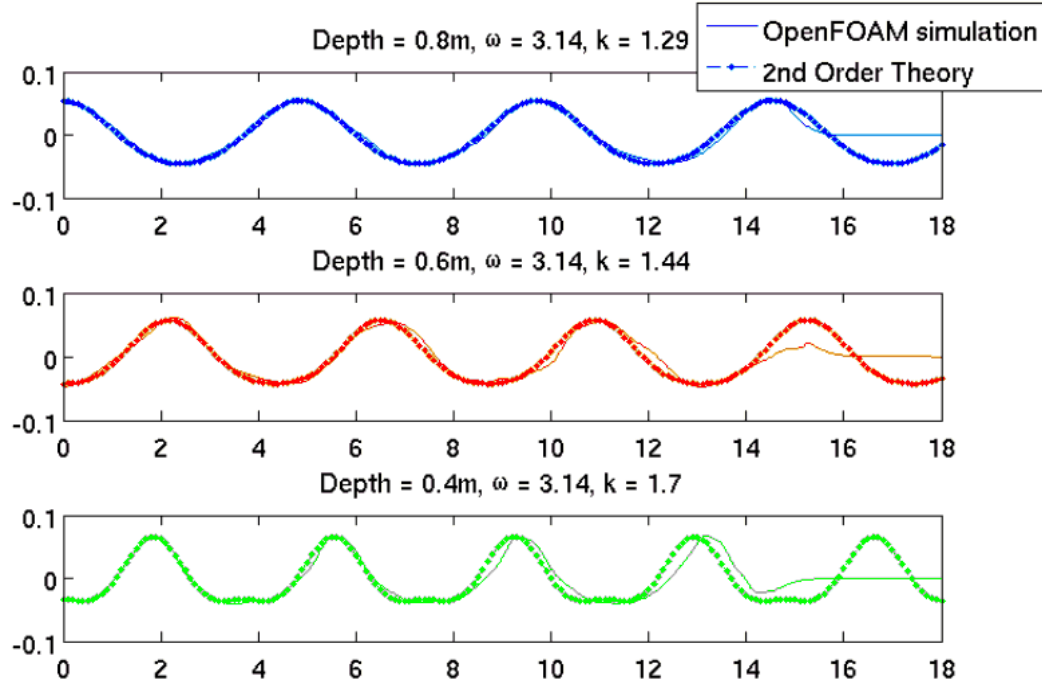 Depth = 0.8m, ω = 3.14, k = 1.29
OpenFOAM simulation
2nd Order Theory
0.1
0
-0.1
0 2 4 6 8 10 12 14 16 18
Depth = 0.6m, ω = 3.14, k = 1.44
0.1
0
-0.1
0 2 4 6 8 10 12 14 16 18
Depth = 0.4m, ω = 3.14, k = 1.7
0.1
0
-0.1
0 2 4 6 8 10 12 14 16 18